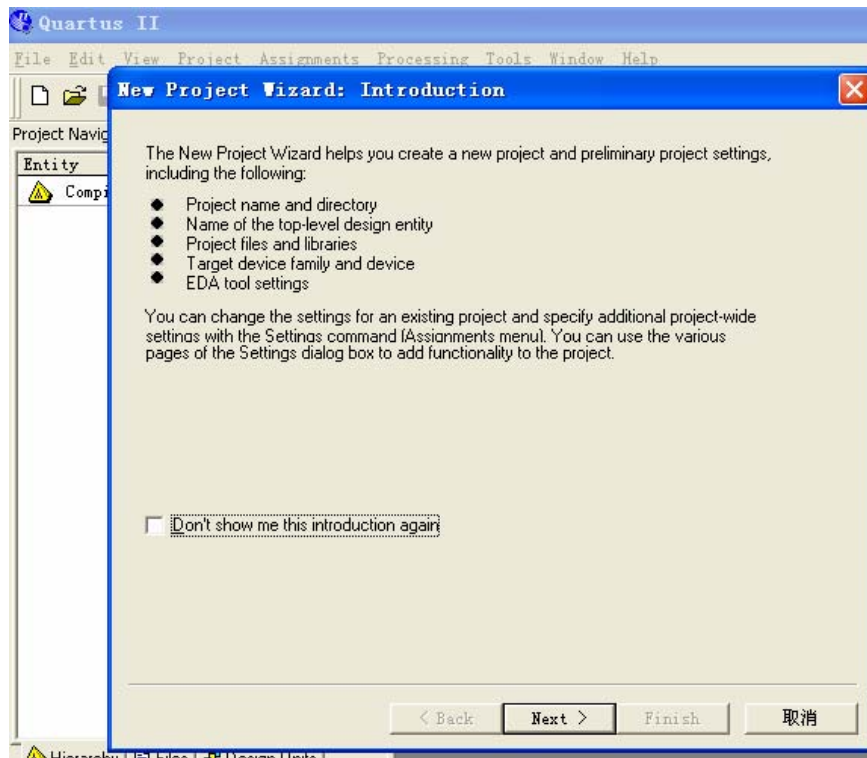 Quartus II
File Edit View Project Assignments Processing Tools Window Help
New Project Wizard: Introduction
Project Navig
Entity
Compi
The New Project Wizard helps you create a new project and preliminary project settings,
including the following:
Project name and directory
Name of the top-level design entity
Project files and libraries
Target device family and device
EDA tool settings
You can change the settings for an existing project and specify additional project-wide
settings with the Settings command (Assignments menu). You can use the various
pages of the Settings dialog box to add functionality to the project.
Don't show me this introduction again
< Back Next > Finish 取消
Hierarchy Files Design Units